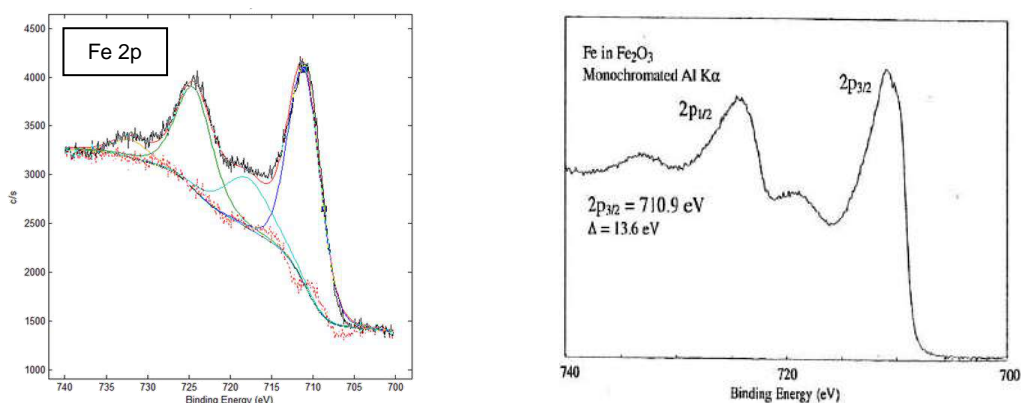 4500
Fe 2p
4000
3500
3000
c/s
2500
2000
1500
1000
740 735 730 725 720 715 710 705 700
Binding Energy (eV)
Fe in Fe₂O₃
Monochromated Al Kα
2p₃/₂
2p₁/₂
2p₃/₂ = 710.9 eV
Δ = 13.6 eV
740 720 700
Binding Energy (eV)